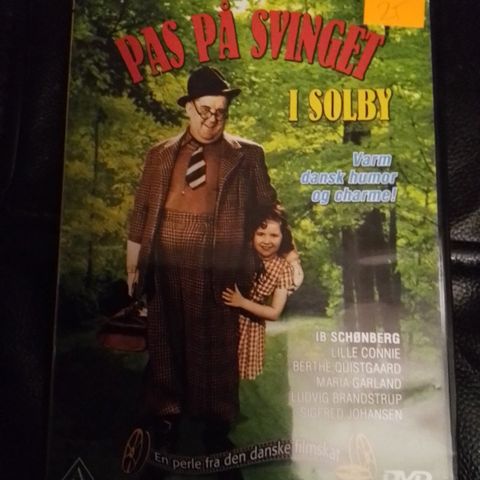 25
PAS PÅ SVINGET
I SOLBY
Varm
dansk humor
og charme!
IB SCHØNBERG
LILLE CONNIE
BERTHE QUISTGAARD
MARIA GARLAND
LUDVIG BRANDSTRUP
SIGFRED JOHANSEN
En perle fra den danske filmskat
DVD